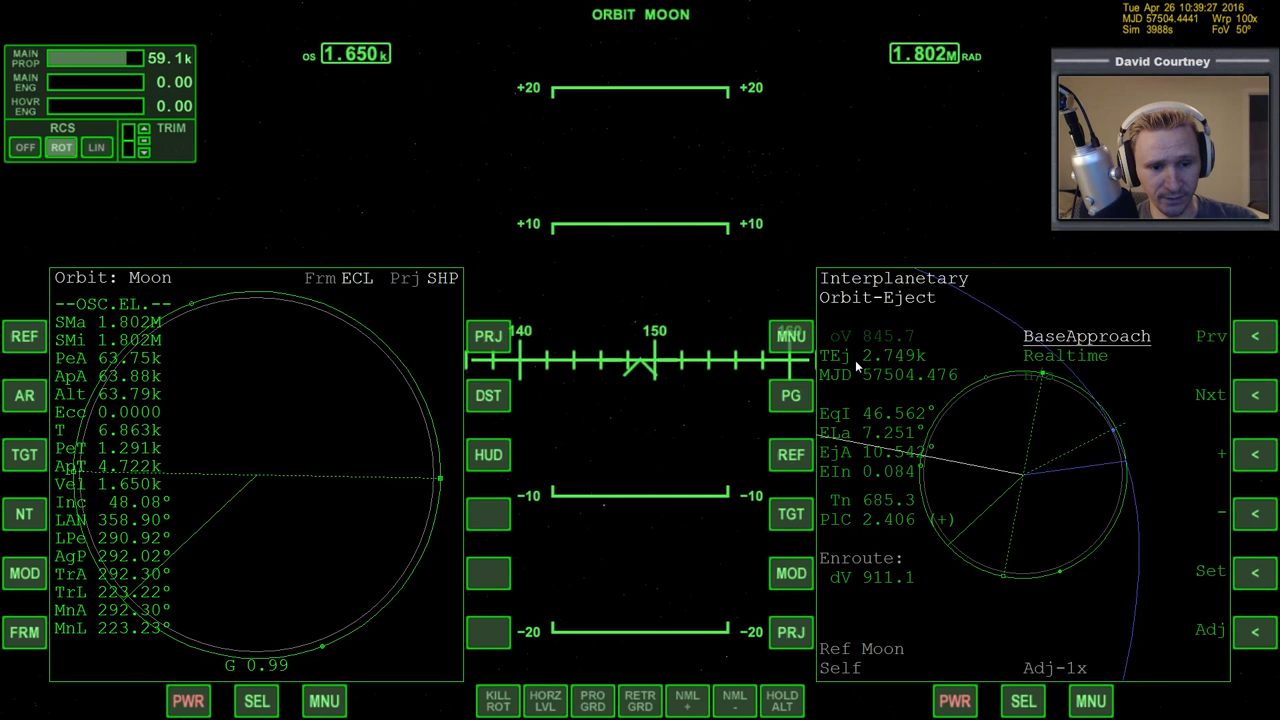 ORBIT MOON
Tue Apr 26 10:39:27 2016
MJD 57504.4441 Wrp 100x
Sim 3988s FoV 50°
David Courtney
MAIN PROP 59.1k
MAIN ENG 0.00
HOVR ENG 0.00
RCS TRIM
OFF ROT LIN
OS 1.650k
1.802M RAD
+20 +20
+10 +10
140 150 160
-10
-20
Orbit: Moon Frm ECL Prj SHP
--OSC.EL.--
SMa 1.802M
SMi 1.802M
PeA 63.75k
ApA 63.88k
Alt 63.79k
Ecc 0.0000
T 6.863k
PeT 1.291k
ApT 4.722k
Vel 1.650k
Inc 48.08°
LAN 358.90°
LPe 290.92°
AgP 292.02°
TrA 292.30°
TrL 223.22°
MnA 292.30°
MnL 223.23°
G 0.99
REF
AR
TGT
NT
MOD
FRM
PRJ
DST
HUD
PWR SEL MNU
KILL ROT
HORZ LVL
PRO GRD
RETR GRD
NML +
NML -
HOLD ALT
MNU
PG
REF
TGT
MOD
PRJ
Interplanetary
Orbit-Eject
oV 845.7 BaseApproach
TEj 2.749k Realtime
MJD 57504.476
EqI 46.562°
ELa 7.251°
EjA 10.542°
EIn 0.084
Tn 685.3
PlC 2.406 (+)
Enroute:
dV 911.1
Ref Moon
Self Adj-1x
Prv <
Nxt <
+ <
- <
Set <
Adj <
PWR SEL MNU